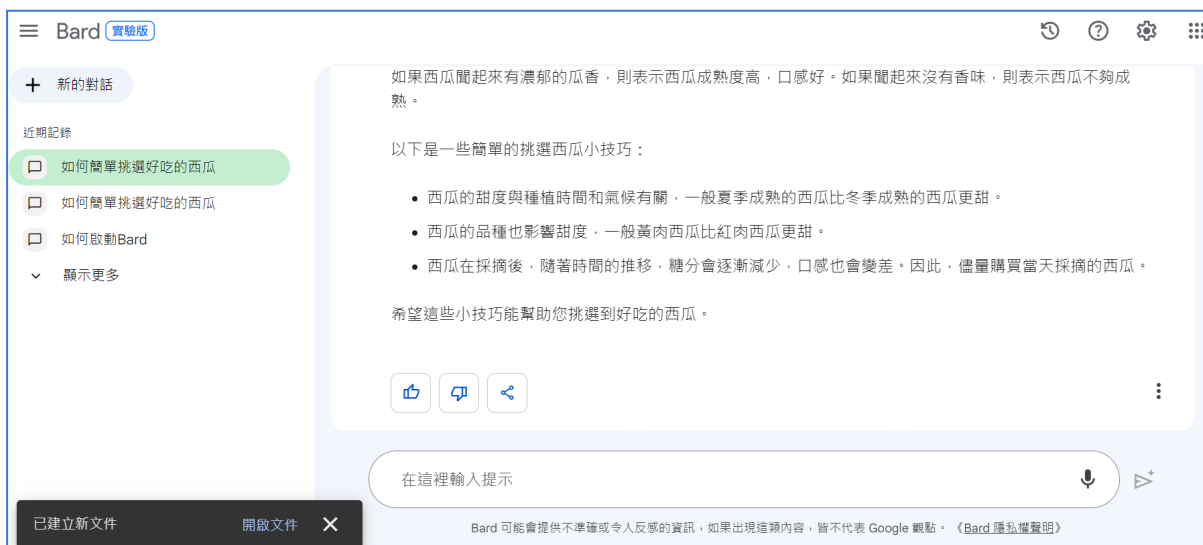 Bard 實驗版
新的對話
近期記錄
如何簡單挑選好吃的西瓜
如何簡單挑選好吃的西瓜
如何啟動Bard
顯示更多
如果西瓜聞起來有濃郁的瓜香，則表示西瓜成熟度高，口感好。如果聞起來沒有香味，則表示西瓜不夠成
熟。
以下是一些簡單的挑選西瓜小技巧：
• 西瓜的甜度與種植時間和氣候有關，一般夏季成熟的西瓜比冬季成熟的西瓜更甜。
• 西瓜的品種也影響甜度，一般黃肉西瓜比紅肉西瓜更甜。
• 西瓜在採摘後，隨著時間的推移，糖分會逐漸減少，口感也會變差。因此，儘量購買當天採摘的西瓜。
希望這些小技巧能幫助您挑選到好吃的西瓜。
在這裡輸入提示
Bard 可能會提供不準確或令人反感的資訊，如果出現這類內容，皆不代表 Google 觀點。《Bard 隱私權聲明》
已建立新文件 開啟文件